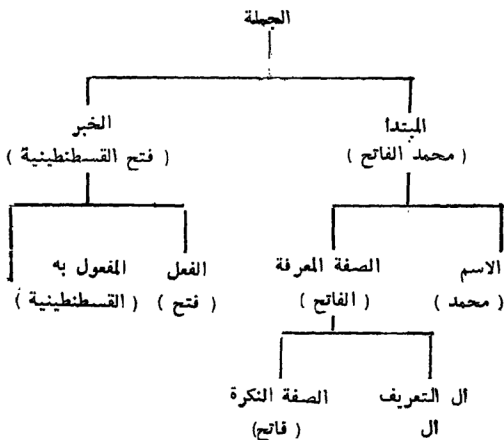 الجملة
المبتدا الخبر
( محمد الفاتح ) ( فتح القسطنطينية )
الاسم الصفة المعرفة الفعل المفعول به
( محمد ) ( الفاتح ) ( فتح ) ( القسطنطينية )
ال التعريف الصفة النكرة
ال (فاتح)